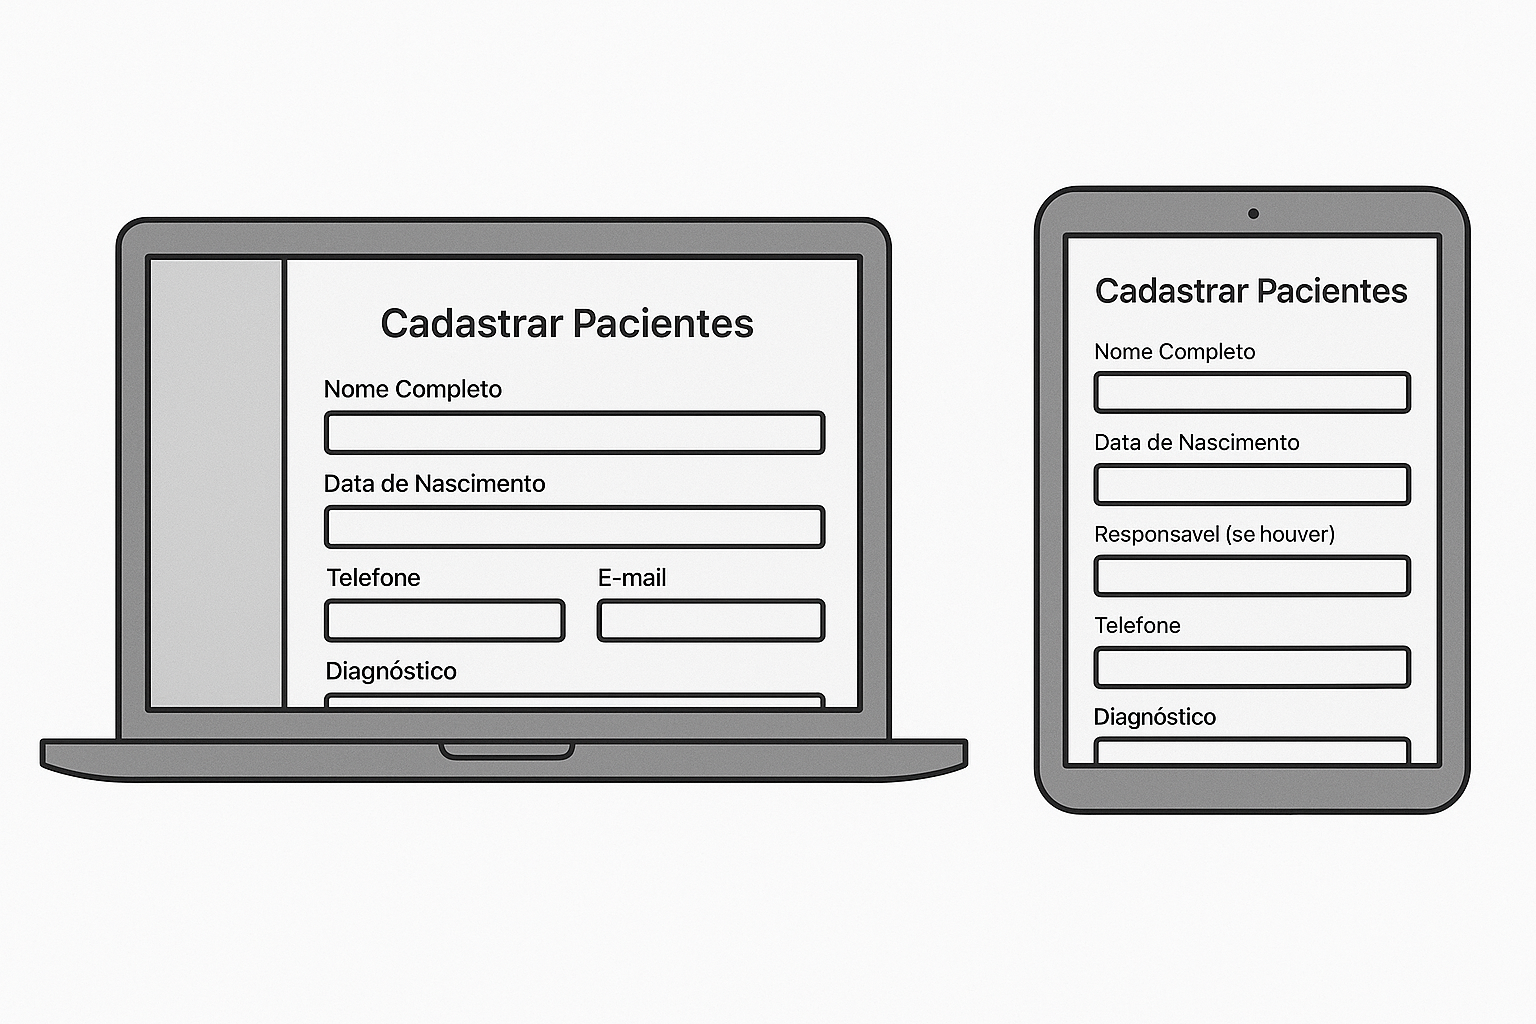 Cadastrar Pacientes
Nome Completo
Data de Nascimento
Telefone
E-mail
Diagnóstico
Cadastrar Pacientes
Nome Completo
Data de Nascimento
Responsavel (se houver)
Telefone
Diagnóstico